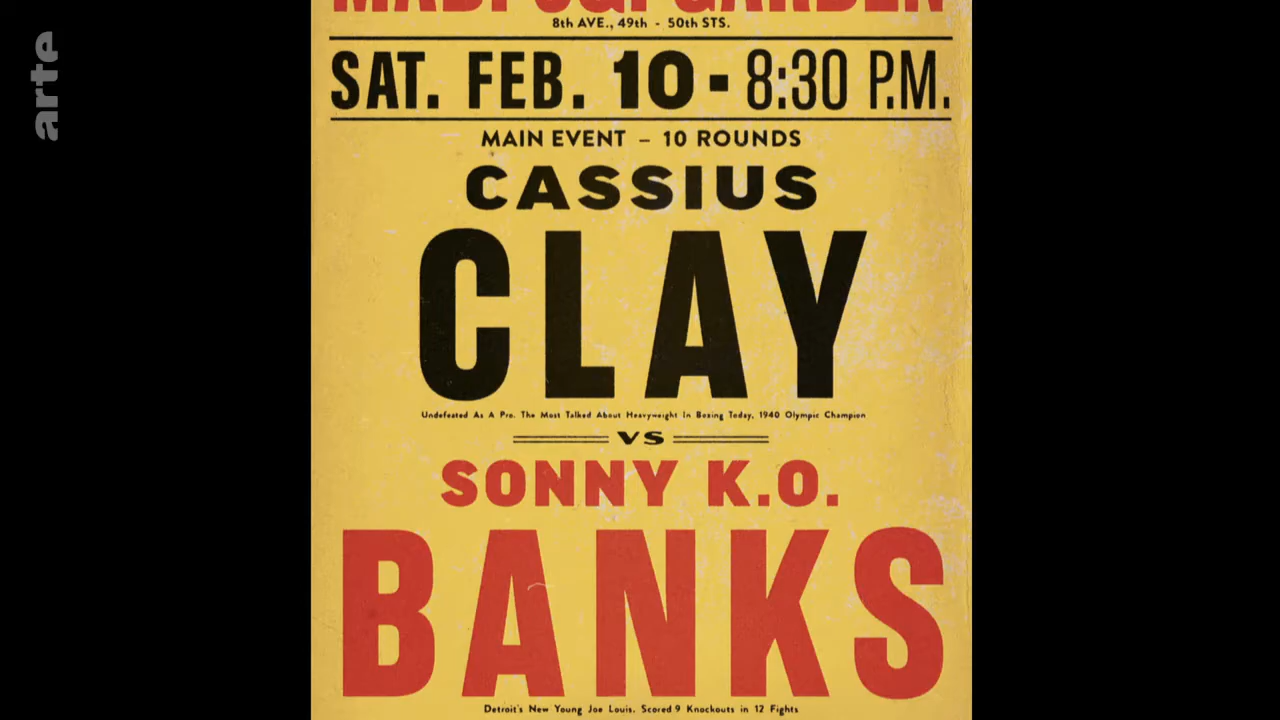 arte
GARDEN
8th AVE., 49th - 50th STS.
SAT. FEB. 10 - 8:30 P.M.
MAIN EVENT – 10 ROUNDS
CASSIUS
CLAY
Undefeated As A Pro. The Most Talked About Heavyweight In Boxing Today, 1940 Olympic Champion
VS
SONNY K.O.
BANKS
Detroit's New Young Joe Louis. Scored 9 Knockouts in 12 Fights